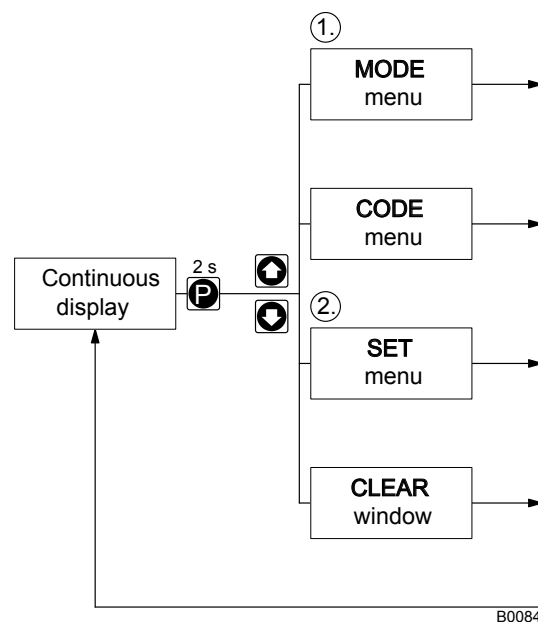 1.
MODE
menu
CODE
menu
Continuous
display
2 s
P
2.
SET
menu
CLEAR
window
B0084